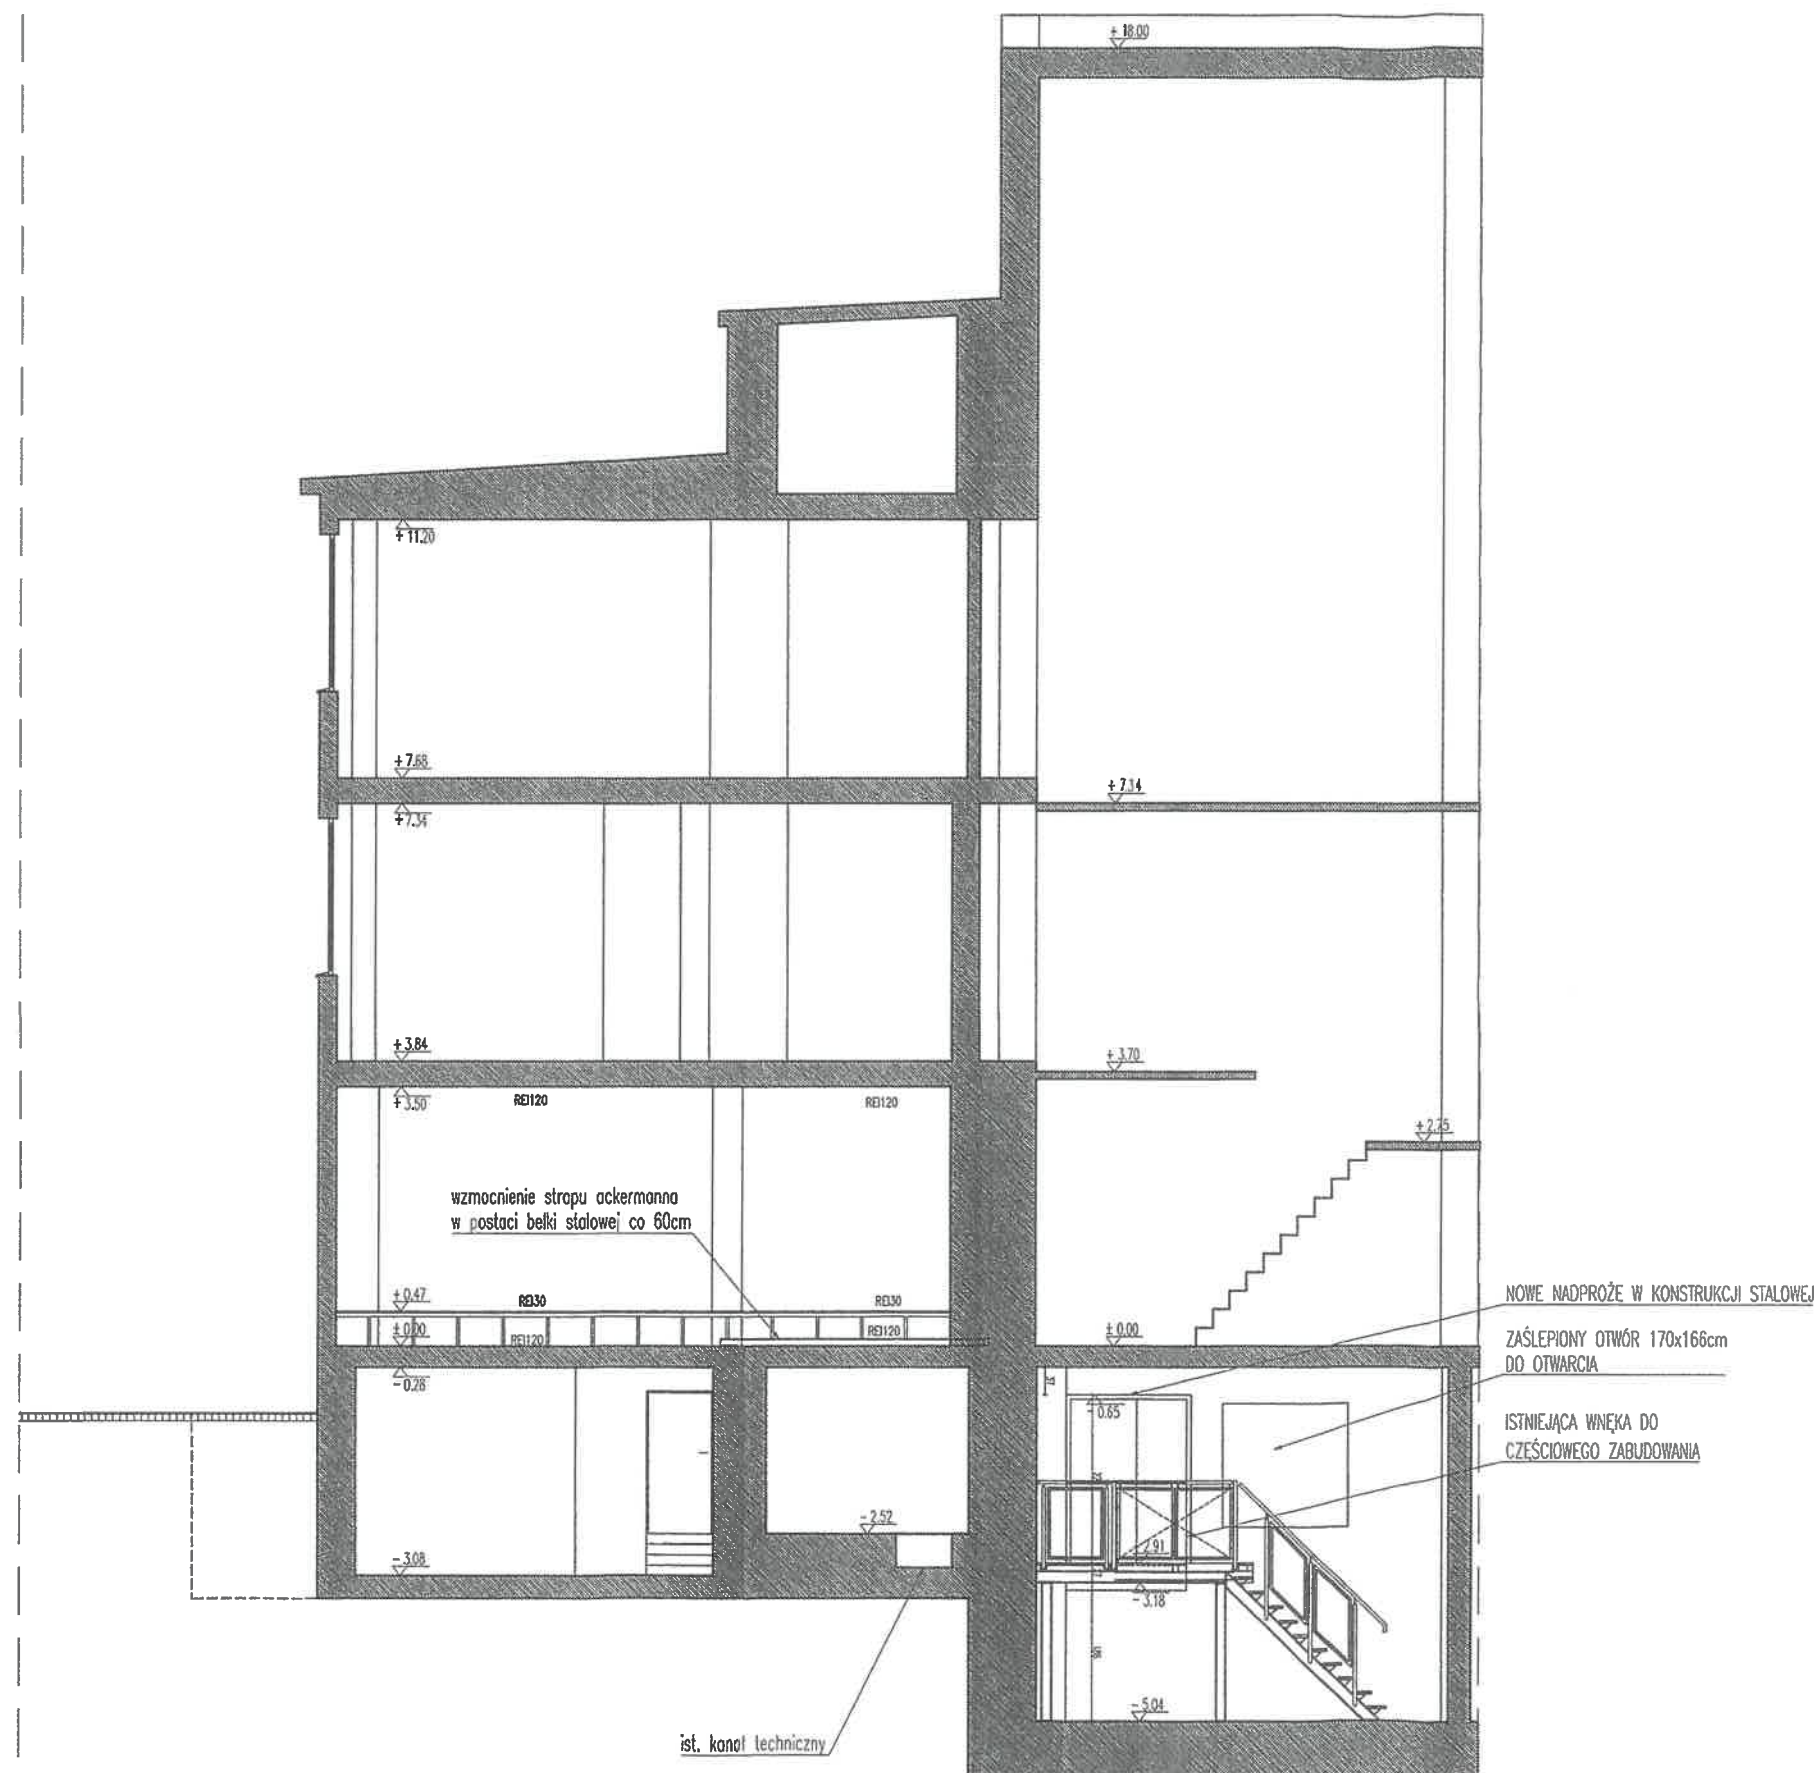 + 18.00
+ 11.20
+ 7.68
+ 7.34
+ 7.34
+ 3.84
+ 3.70
+ 3.50
REI120
REI120
+ 2.75
wzmocnienie stropu ackermanna
w postaci belki stalowej co 60cm
+ 0.47
REI30
REI30
± 0.00
REI120
REI120
± 0.00
NOWE NADPROŻE W KONSTRUKCJI STALOWEJ
ZAŚLEPIONY OTWÓR 170x166cm
DO OTWARCIA
- 0.28
- 0.65
ISTNIEJĄCA WNĘKA DO
CZĘŚCIOWEGO ZABUDOWANIA
- 2.52
- 3.08
2.91
- 3.18
- 5.04
ist. kanał techniczny